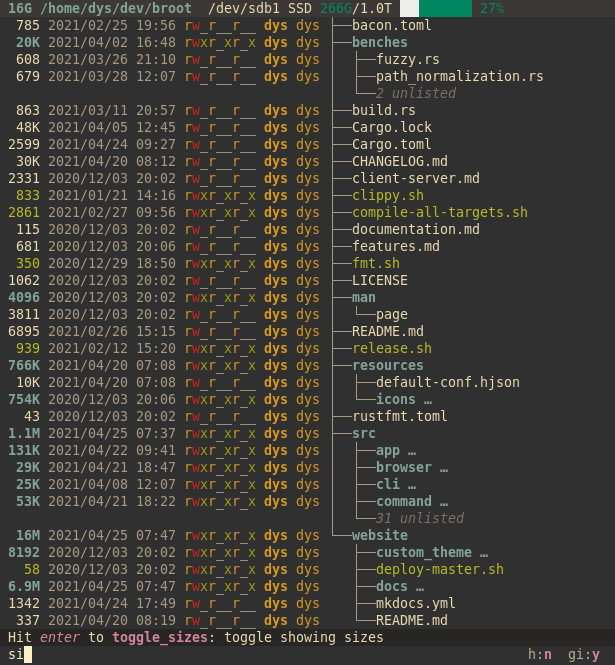 16G /home/dys/dev/broot /dev/sdb1 SSD 266G/1.0T 27%
785 2021/02/25 19:56 rw_r__r__ dys dys ├──bacon.toml
20K 2021/04/02 16:48 rwxr_xr_x dys dys ├──benches
608 2021/03/26 21:10 rw_r__r__ dys dys │  ├──fuzzy.rs
679 2021/03/28 12:07 rw_r__r__ dys dys │  ├──path_normalization.rs
│  └──2 unlisted
863 2021/03/11 20:57 rw_r__r__ dys dys ├──build.rs
48K 2021/04/05 12:45 rw_r__r__ dys dys ├──Cargo.lock
2599 2021/04/24 09:27 rw_r__r__ dys dys ├──Cargo.toml
30K 2021/04/20 08:12 rw_r__r__ dys dys ├──CHANGELOG.md
2331 2020/12/03 20:02 rw_r__r__ dys dys ├──client-server.md
833 2021/01/21 14:16 rwxr_xr_x dys dys ├──clippy.sh
2861 2021/02/27 09:56 rwxr_xr_x dys dys ├──compile-all-targets.sh
115 2020/12/03 20:02 rw_r__r__ dys dys ├──documentation.md
681 2020/12/03 20:06 rw_r__r__ dys dys ├──features.md
350 2020/12/29 18:50 rwxr_xr_x dys dys ├──fmt.sh
1062 2020/12/03 20:02 rw_r__r__ dys dys ├──LICENSE
4096 2020/12/03 20:02 rwxr_xr_x dys dys ├──man
3811 2020/12/03 20:02 rw_r__r__ dys dys │  └──page
6895 2021/02/26 15:15 rw_r__r__ dys dys ├──README.md
939 2021/02/12 15:20 rwxr_xr_x dys dys ├──release.sh
766K 2021/04/20 07:08 rwxr_xr_x dys dys ├──resources
10K 2021/04/20 07:08 rw_r__r__ dys dys │  ├──default-conf.hjson
754K 2020/12/03 20:06 rwxr_xr_x dys dys │  └──icons …
43 2020/12/03 20:02 rw_r__r__ dys dys ├──rustfmt.toml
1.1M 2021/04/25 07:37 rwxr_xr_x dys dys ├──src
131K 2021/04/22 09:41 rwxr_xr_x dys dys │  ├──app …
29K 2021/04/21 18:47 rwxr_xr_x dys dys │  ├──browser …
25K 2021/04/08 12:07 rwxr_xr_x dys dys │  ├──cli …
53K 2021/04/21 18:22 rwxr_xr_x dys dys │  ├──command …
│  └──31 unlisted
16M 2021/04/25 07:47 rwxr_xr_x dys dys └──website
8192 2020/12/03 20:02 rwxr_xr_x dys dys ├──custom_theme …
58 2020/12/03 20:02 rwxr_xr_x dys dys ├──deploy-master.sh
6.9M 2021/04/25 07:47 rwxr_xr_x dys dys ├──docs …
1342 2021/04/24 17:49 rw_r__r__ dys dys ├──mkdocs.yml
337 2020/04/20 08:19 rw_r__r__ dys dys ├──README.md
Hit enter to toggle_sizes: toggle showing sizes
si h:n gi:y